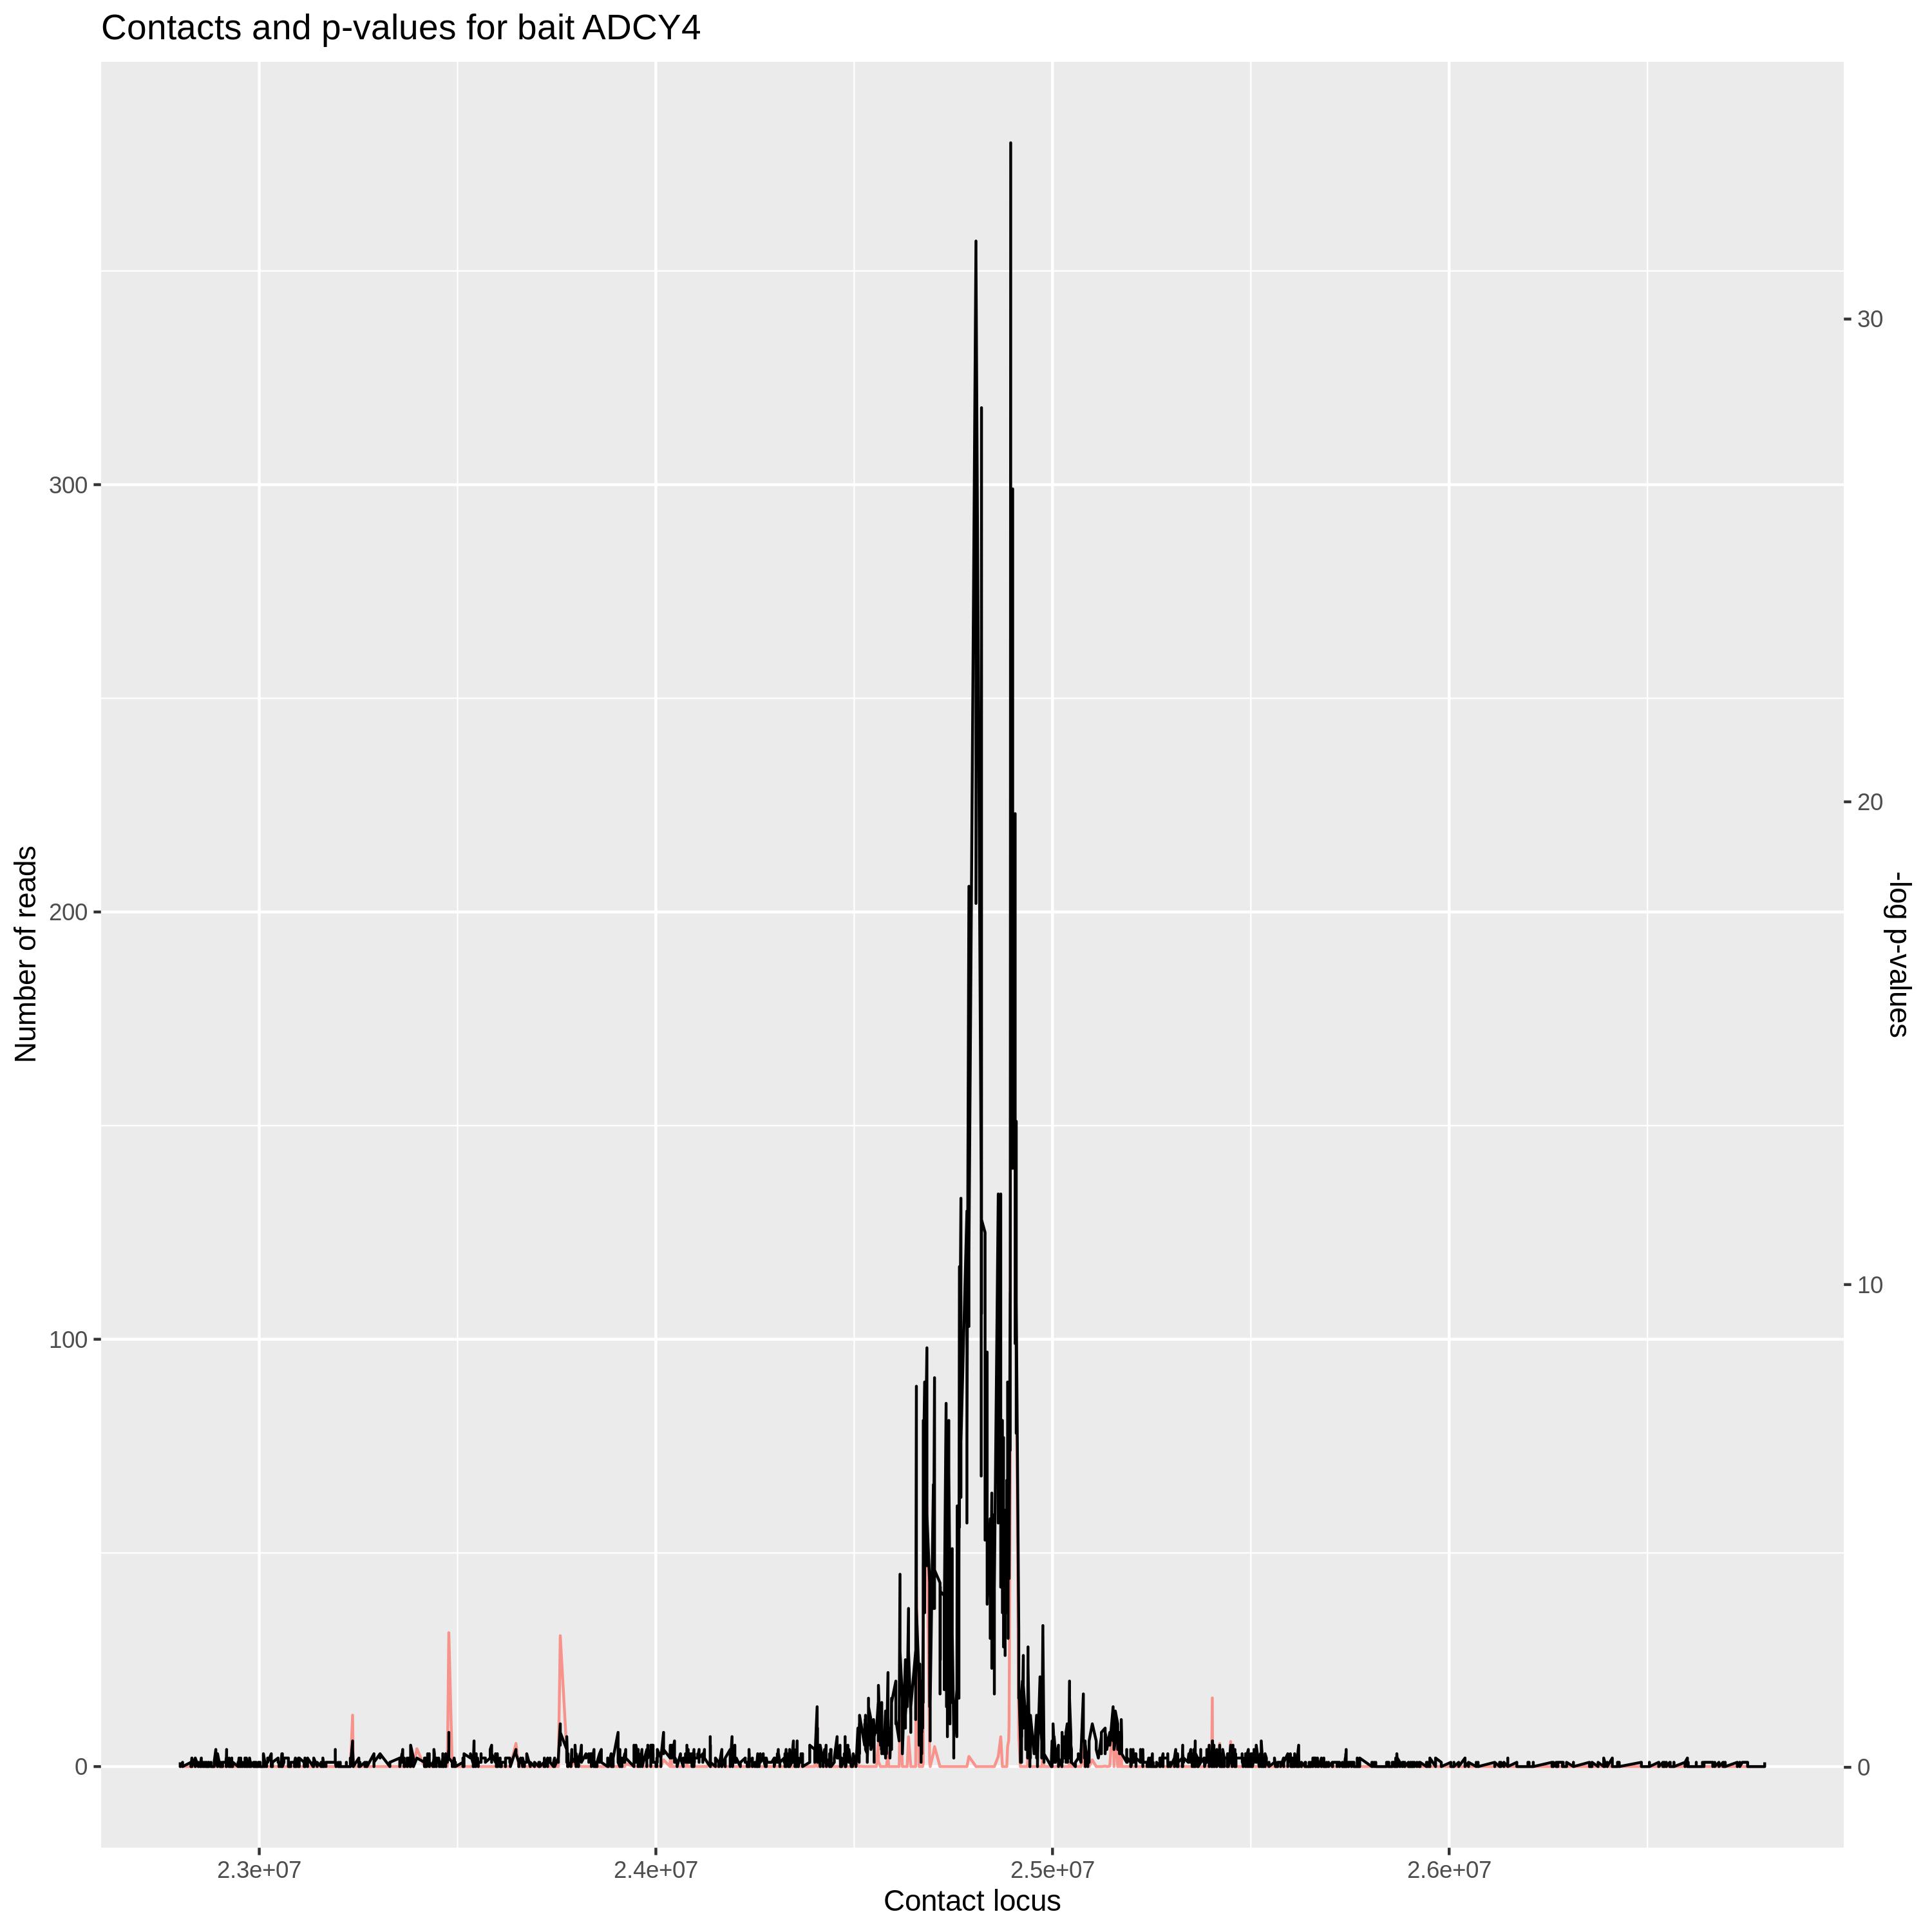 Contacts and p-values for bait ADCY4
Number of reads
300
200
100
0
30
20
10
0
-log p-values
2.3e+07
2.4e+07
2.5e+07
2.6e+07
Contact locus